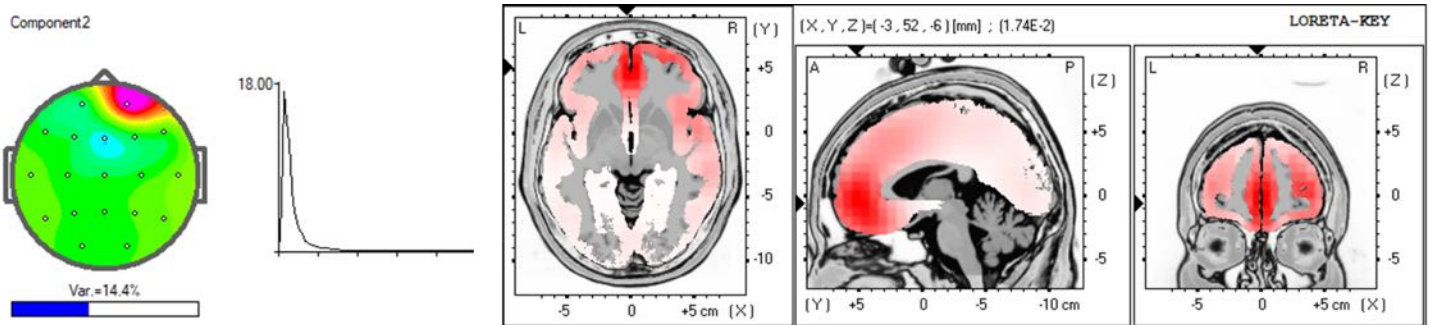 Component2
18.00
Var.=14.4%
L R (Y)
+5
0
-5
-10
-5 0 +5 cm (X)
(X,Y,Z)=(-3,52,-6)[mm] ; (1.74E-2)
LORETA-KEY
A P (Z)
+5
0
-5
(Y) +5 0 -5 -10 cm
L R (Z)
+5
0
-5
-5 0 +5 cm (X)